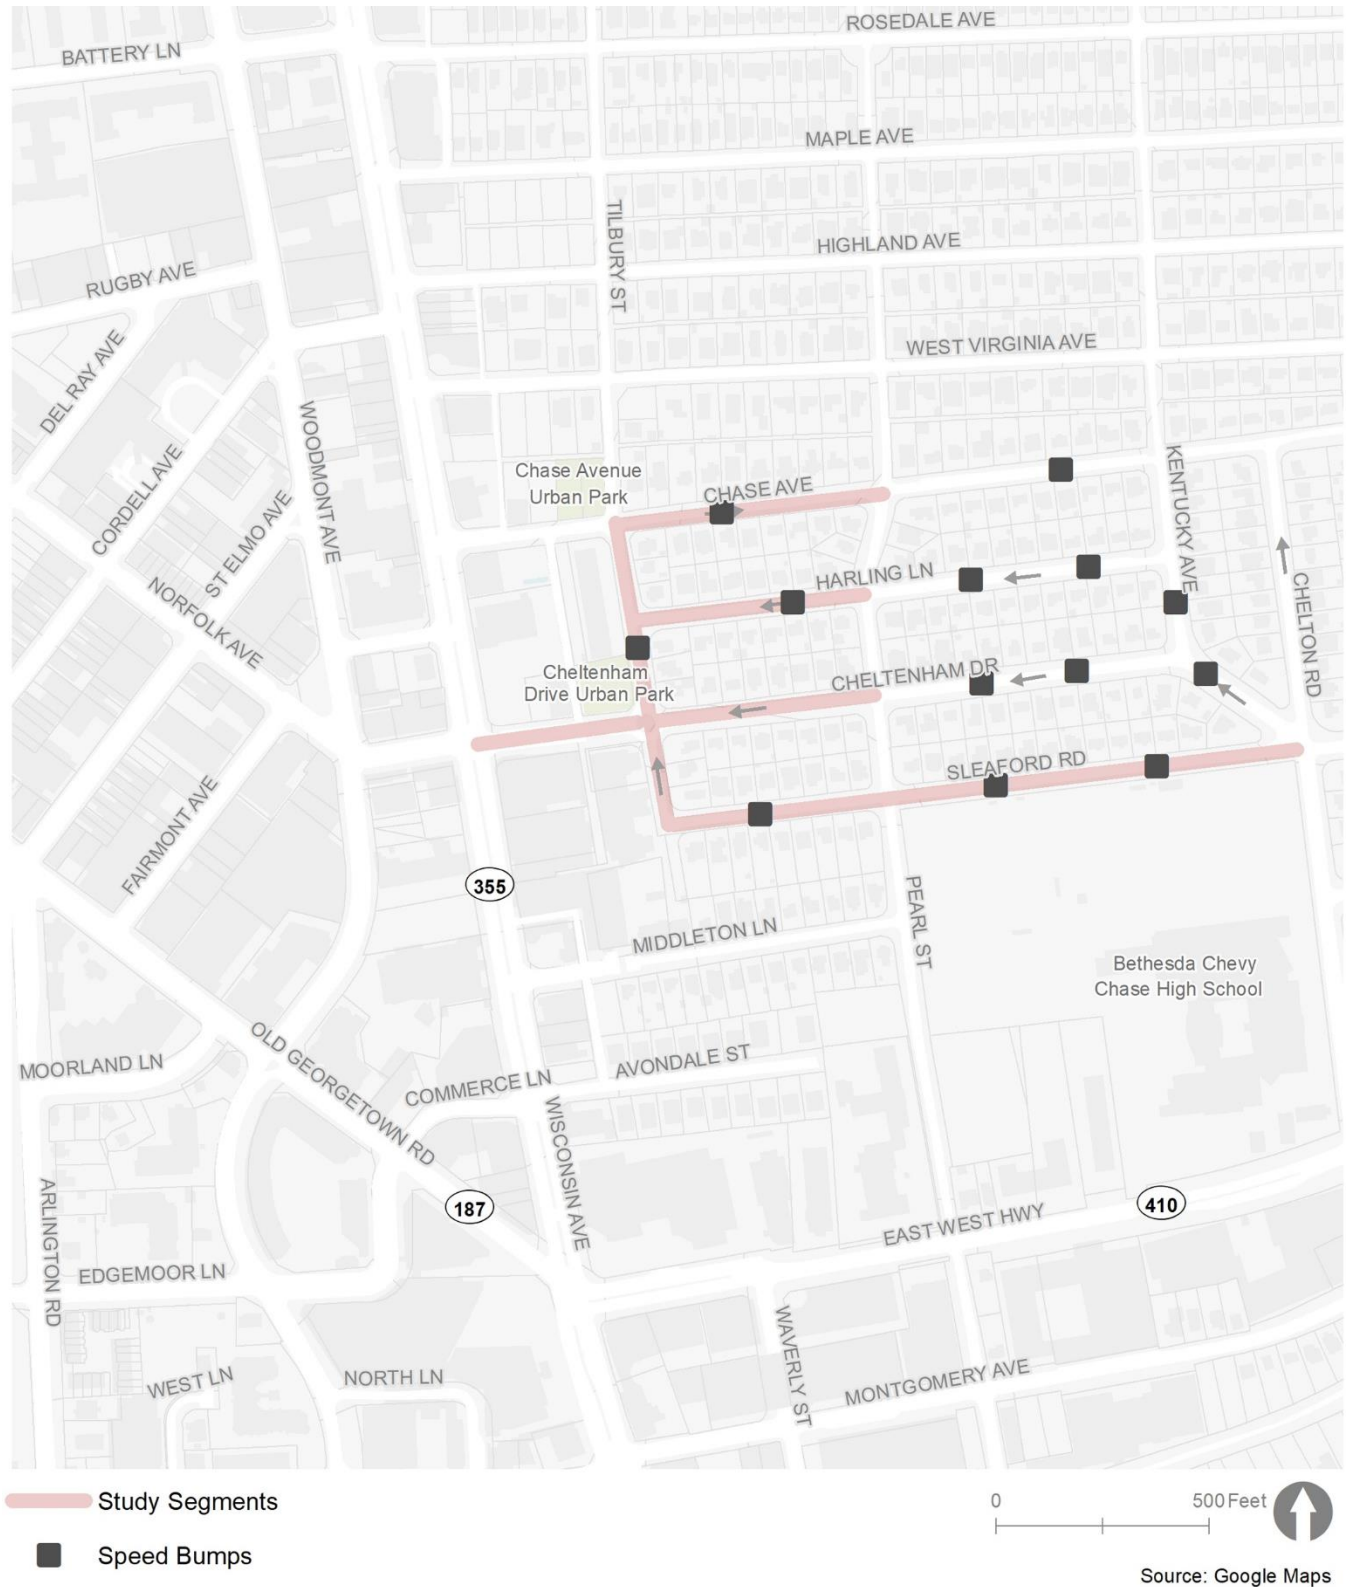 ROSEDALE AVE
BATTERY LN
MAPLE AVE
TILBURY ST
HIGHLAND AVE
RUGBY AVE
WEST VIRGINIA AVE
DEL RAY AVE
WOODMONT AVE
CORDELL AVE
ST ELMO AVE
Chase Avenue
Urban Park
CHASE AVE
KENTUCKY AVE
NORFOLK AVE
HARLING LN
CHELTON RD
Cheltenham
Drive Urban Park
CHELTENHAM DR
SLEAFORD RD
FAIRMONT AVE
355
PEARL ST
MIDDLETON LN
Bethesda Chevy
Chase High School
OLD GEORGETOWN RD
MOORLAND LN
AVONDALE ST
COMMERCE LN
WISCONSIN AVE
ARLINGTON RD
187
410
EAST WEST HWY
EDGEMOOR LN
WAVERLY ST
WEST LN
NORTH LN
MONTGOMERY AVE
Study Segments
0 500 Feet
Speed Bumps
Source: Google Maps